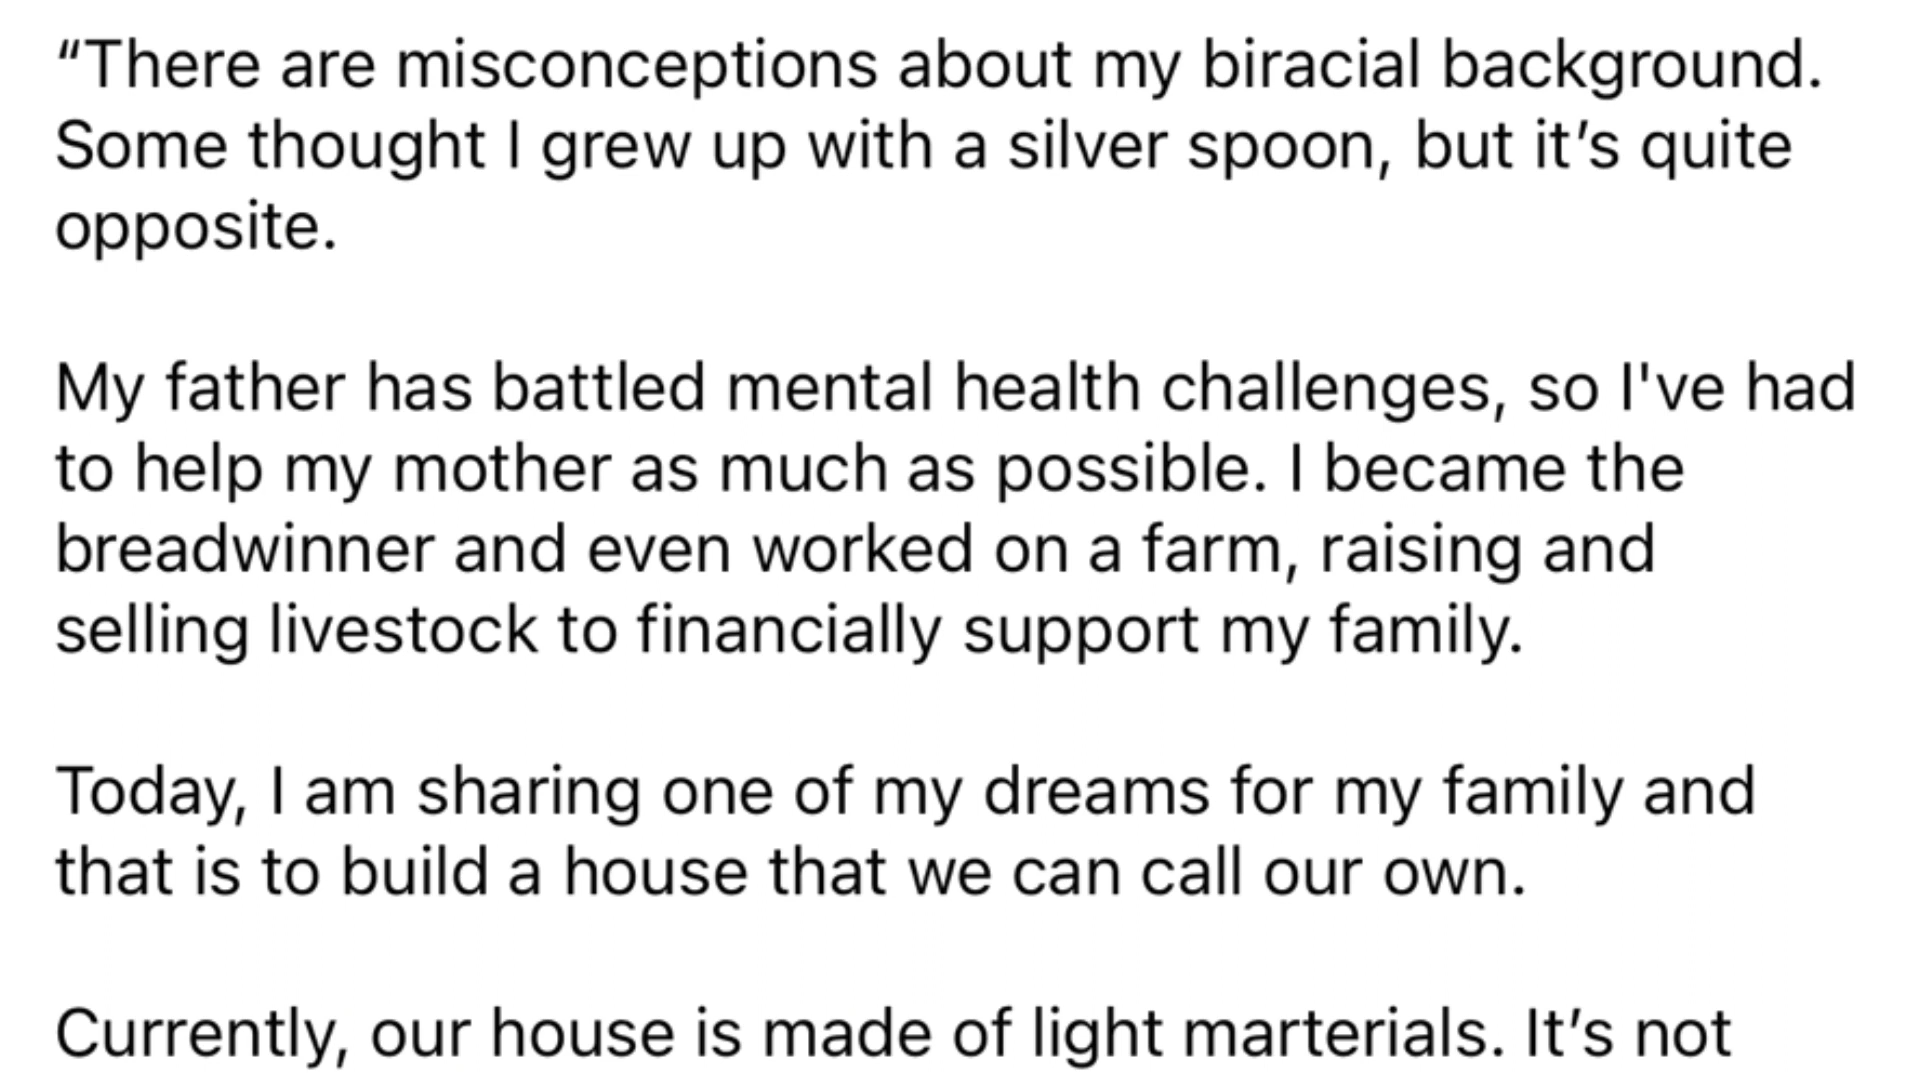 “There are misconceptions about my biracial background.
Some thought I grew up with a silver spoon, but it’s quite
opposite.
My father has battled mental health challenges, so I've had
to help my mother as much as possible. I became the
breadwinner and even worked on a farm, raising and
selling livestock to financially support my family.
Today, I am sharing one of my dreams for my family and
that is to build a house that we can call our own.
Currently, our house is made of light marterials. It’s not